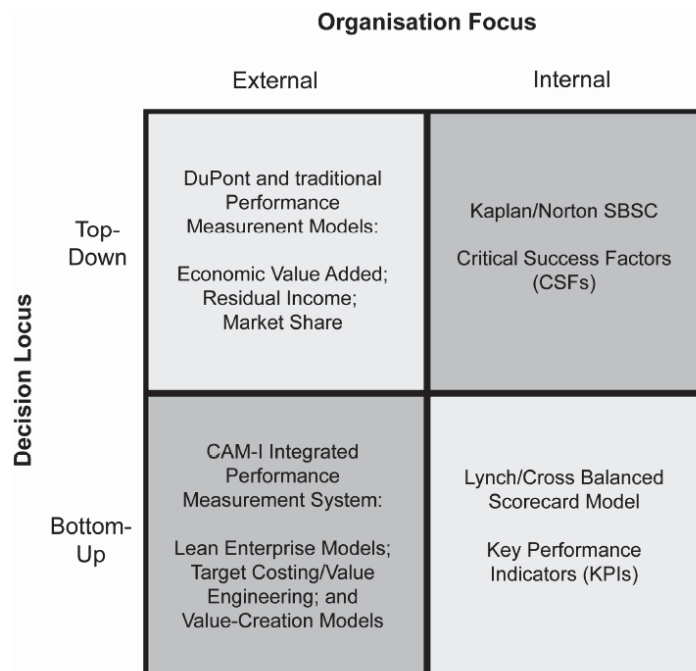 Organisation Focus
External
Internal
Decision Locus
Top-
Down
DuPont and traditional
Performance
Measurenent Models:
Economic Value Added;
Residual Income;
Market Share
Kaplan/Norton SBSC
Critical Success Factors
(CSFs)
Bottom-
Up
CAM-I Integrated
Performance
Measurement System:
Lean Enterprise Models;
Target Costing/Value
Engineering; and
Value-Creation Models
Lynch/Cross Balanced
Scorecard Model
Key Performance
Indicators (KPIs)